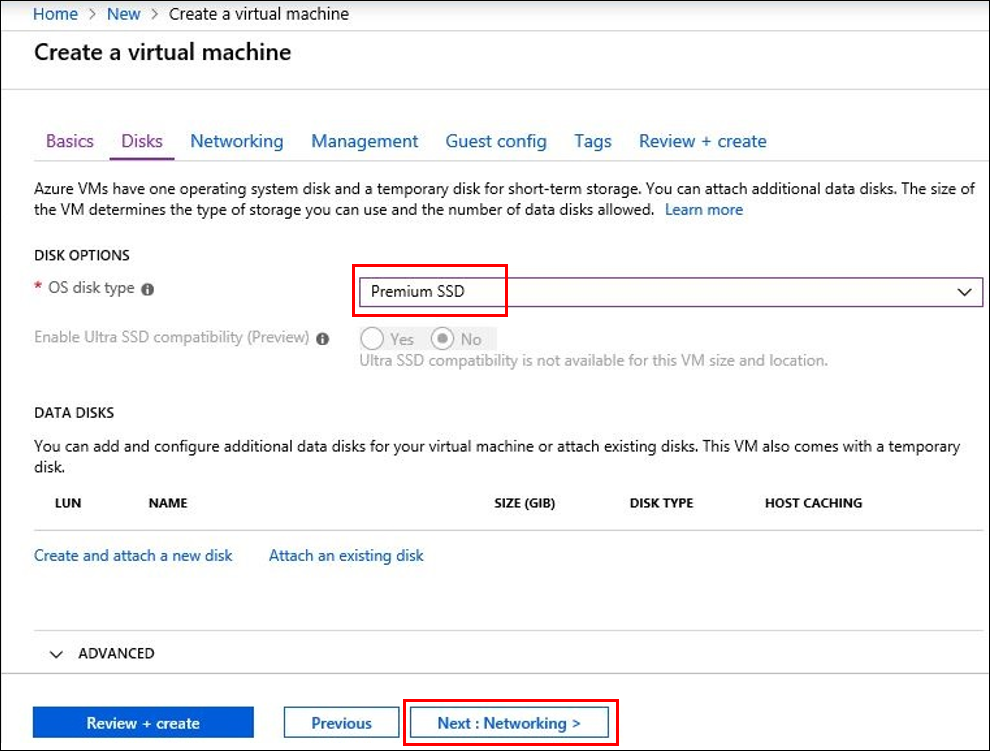 Home > New > Create a virtual machine
Create a virtual machine
Basics Disks Networking Management Guest config Tags Review + create
Azure VMs have one operating system disk and a temporary disk for short-term storage. You can attach additional data disks. The size of
the VM determines the type of storage you can use and the number of data disks allowed. Learn more
DISK OPTIONS
* OS disk type Premium SSD
Enable Ultra SSD compatibility (Preview) Yes No
Ultra SSD compatibility is not available for this VM size and location.
DATA DISKS
You can add and configure additional data disks for your virtual machine or attach existing disks. This VM also comes with a temporary
disk.
LUN NAME SIZE (GIB) DISK TYPE HOST CACHING
Create and attach a new disk Attach an existing disk
ADVANCED
Review + create Previous Next : Networking >